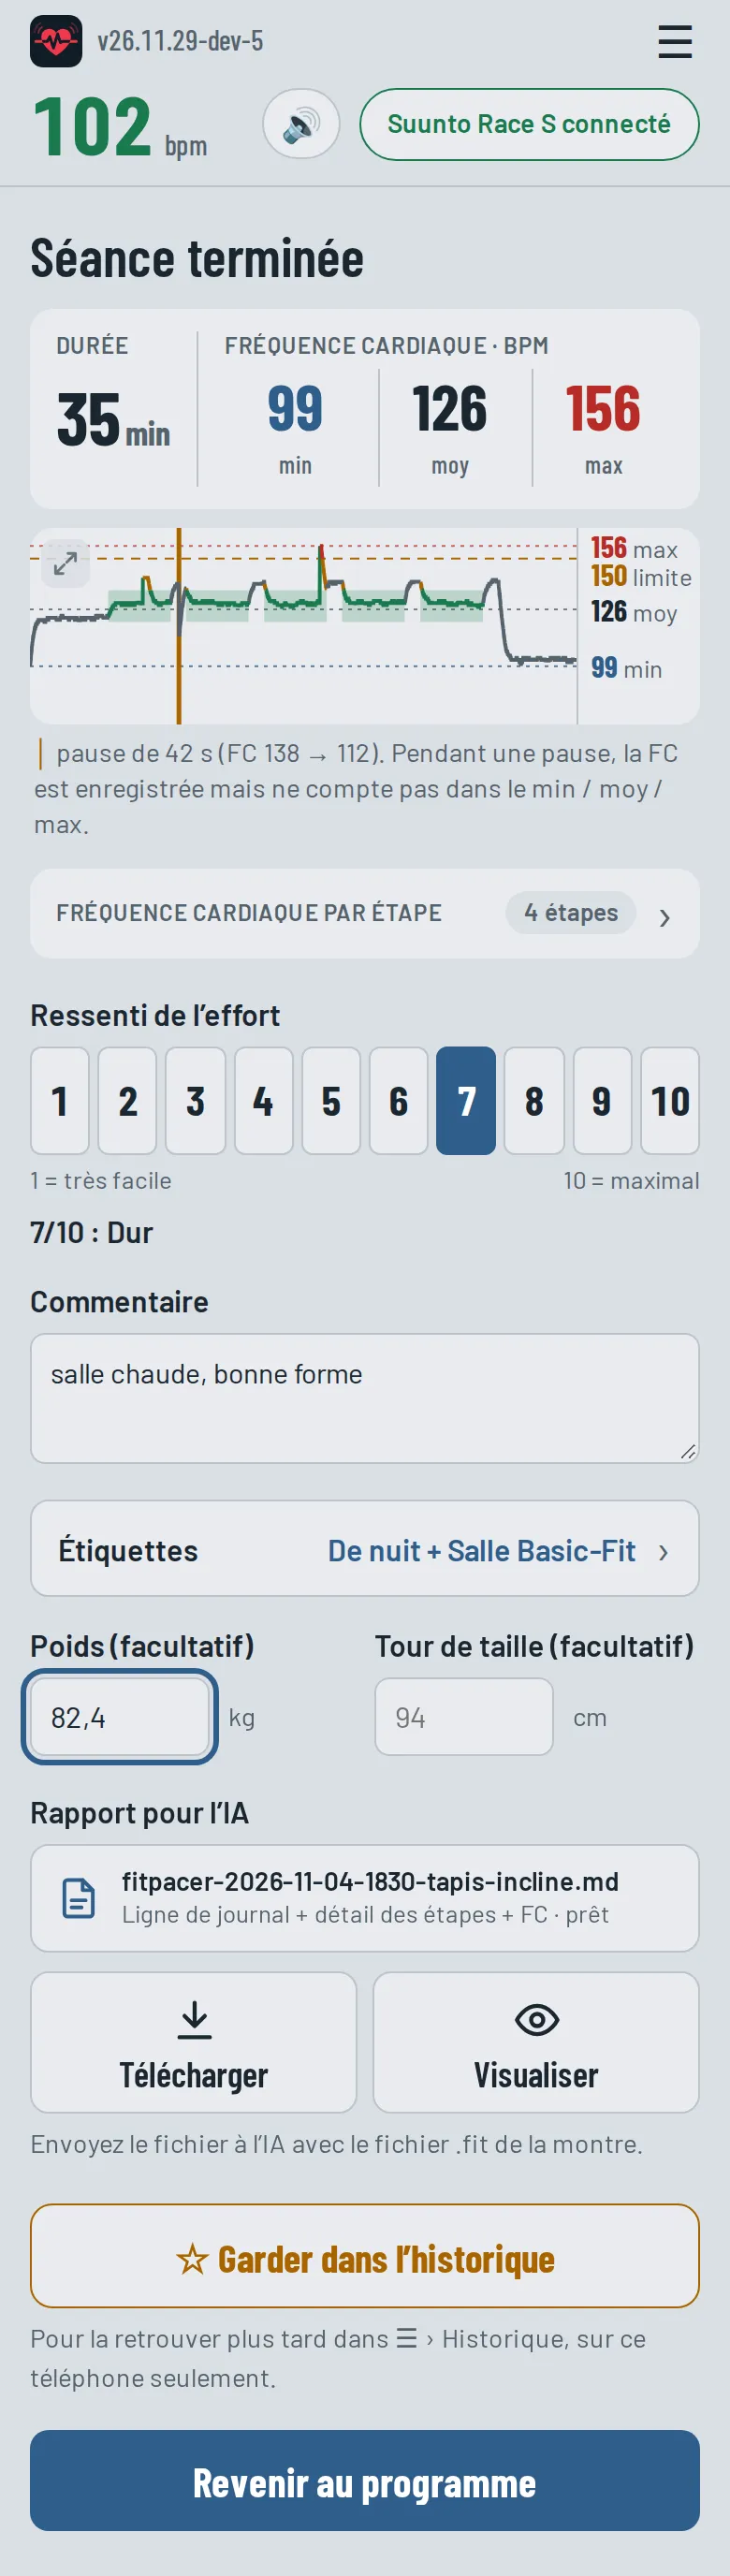 v26.11.29-dev-5
☰
102 bpm
Suunto Race S connecté
Séance terminée
DURÉE
35 min
FRÉQUENCE CARDIAQUE · BPM
99
min
126
moy
156
max
156 max
150 limite
126 moy
99 min
pause de 42 s (FC 138 → 112). Pendant une pause, la FC
est enregistrée mais ne compte pas dans le min / moy /
max.
FRÉQUENCE CARDIAQUE PAR ÉTAPE
4 étapes ›
Ressenti de l’effort
1 2 3 4 5 6 7 8 9 10
1 = très facile
10 = maximal
7/10 : Dur
Commentaire
salle chaude, bonne forme
Étiquettes
De nuit + Salle Basic-Fit ›
Poids (facultatif)
82,4 kg
Tour de taille (facultatif)
94 cm
Rapport pour l’IA
fitpacer-2026-11-04-1830-tapis-incline.md
Ligne de journal + détail des étapes + FC · prêt
Télécharger
Visualiser
Envoyez le fichier à l’IA avec le fichier .fit de la montre.
☆ Garder dans l’historique
Pour la retrouver plus tard dans ☰ › Historique, sur ce
téléphone seulement.
Revenir au programme